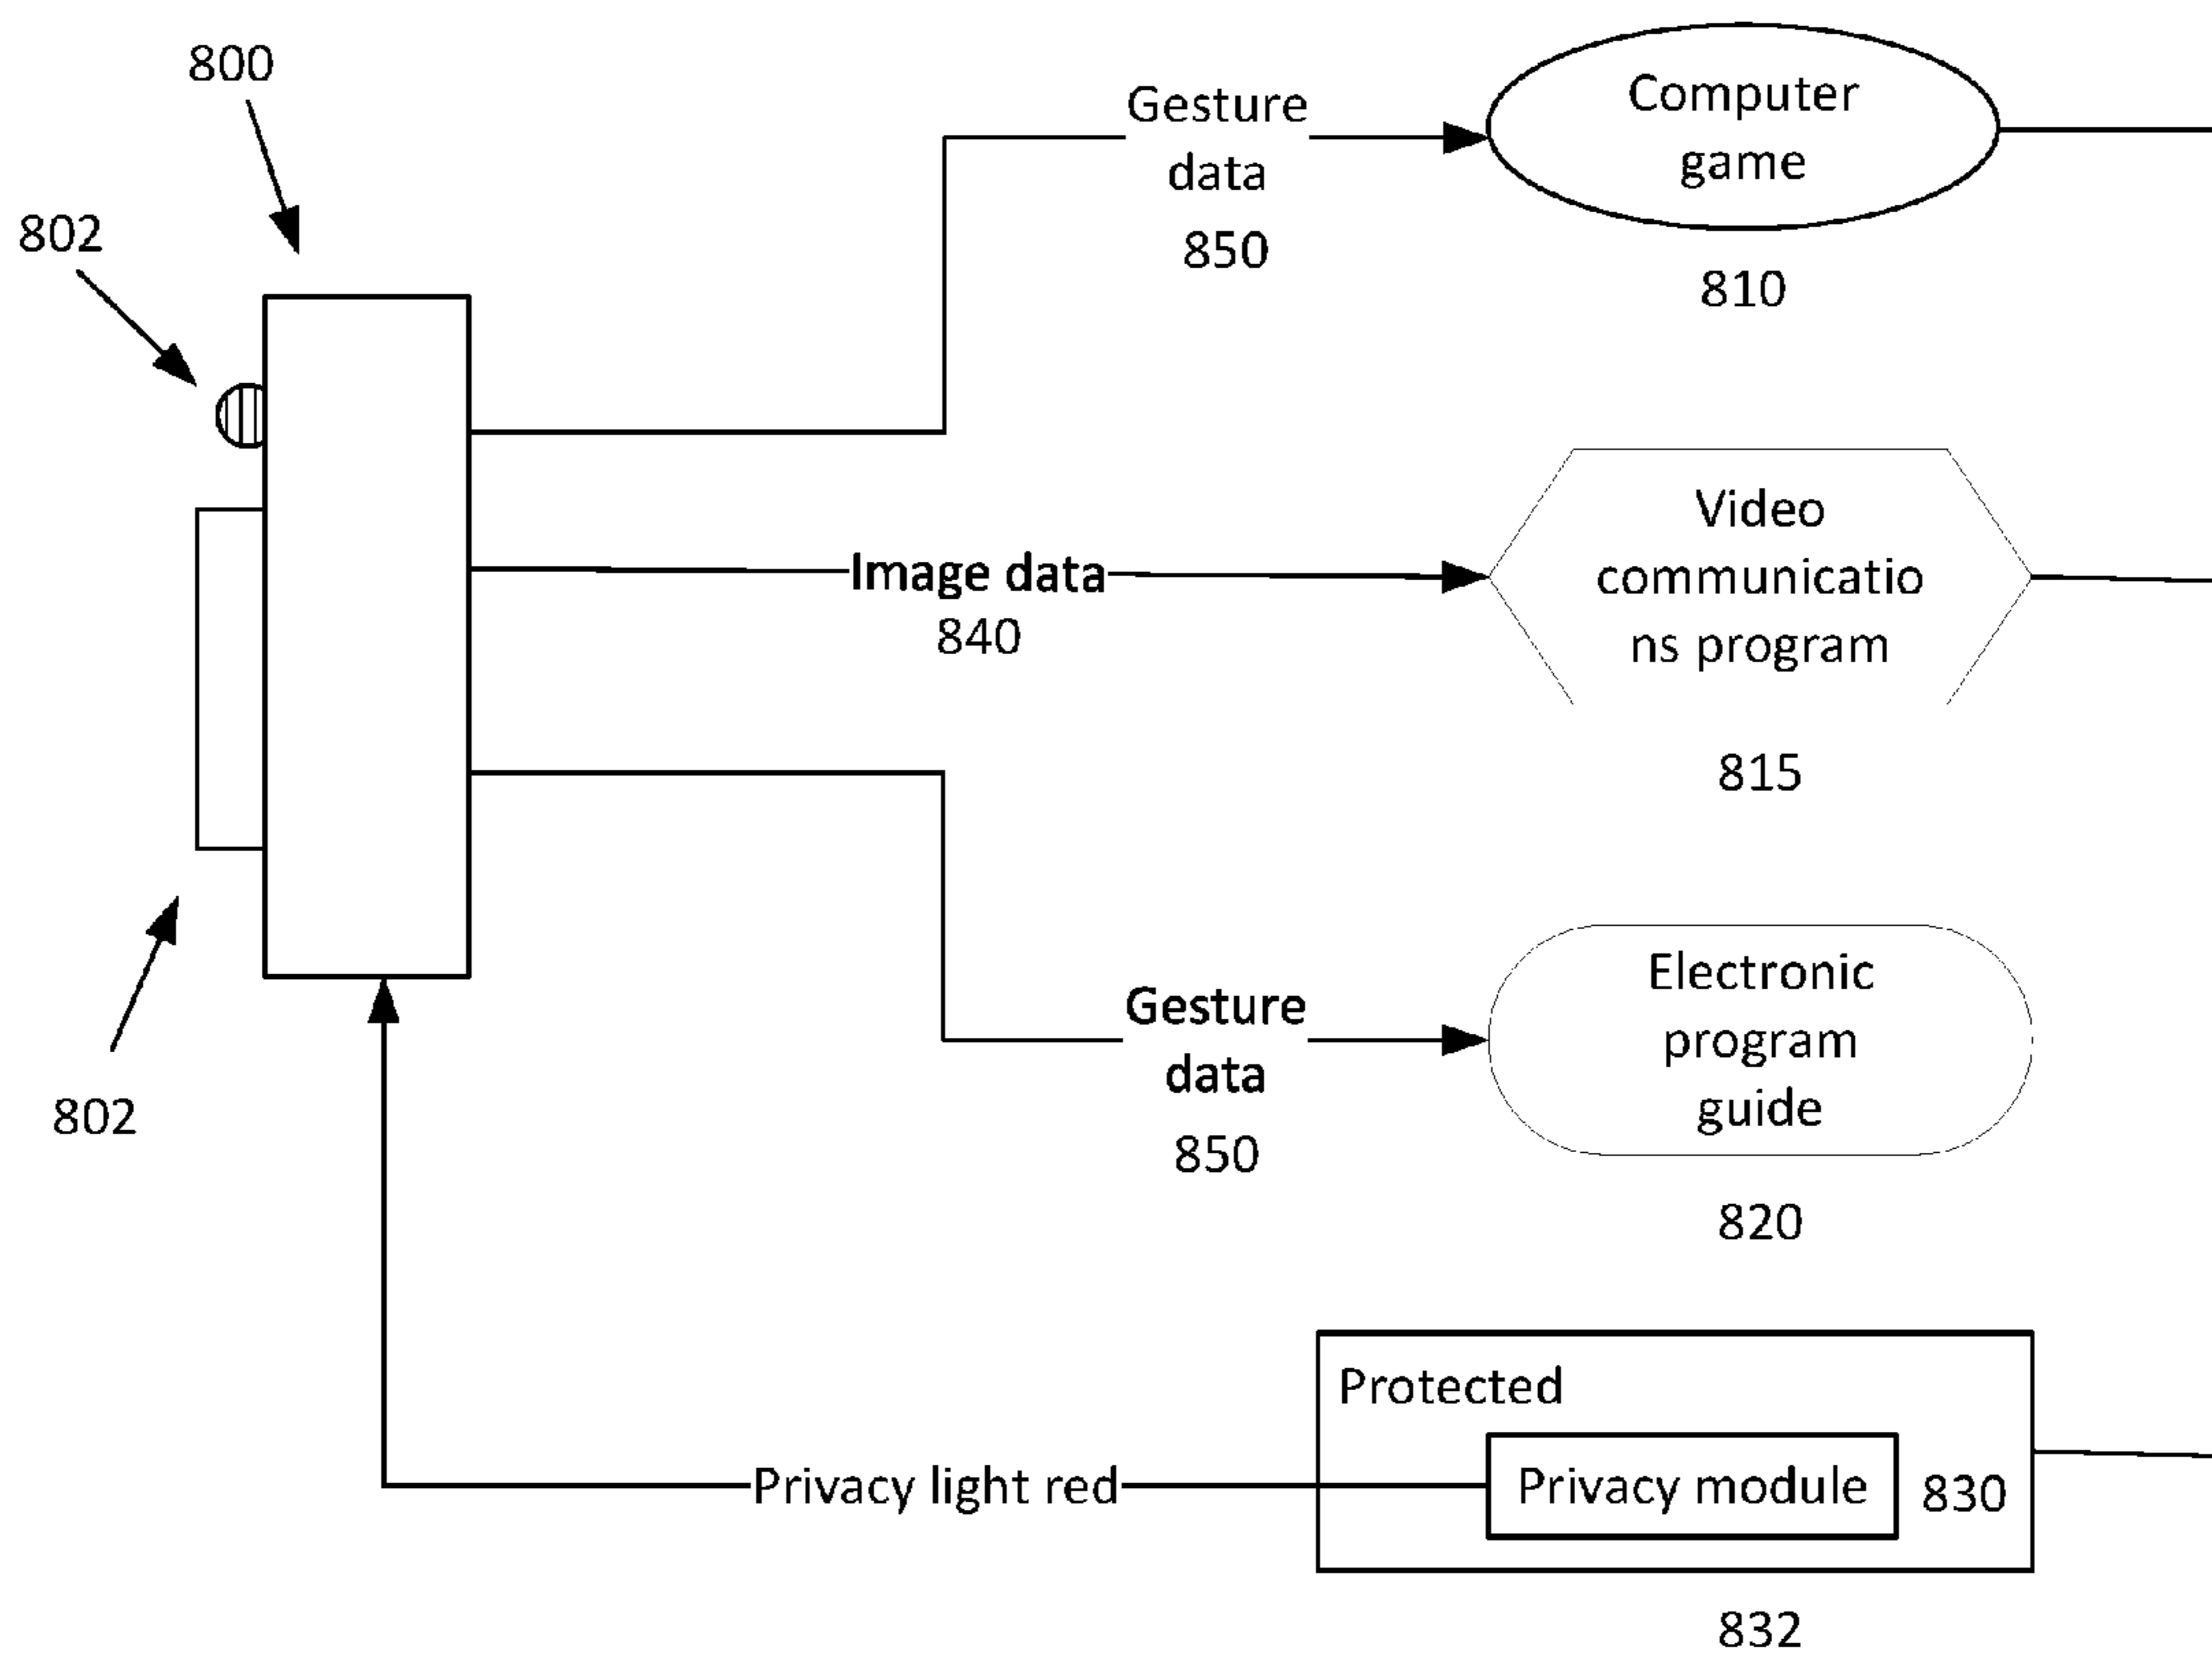 800
802
802
Gesture
data
850
Computer
game
810
Image data
840
Video
communicatio
ns program
815
Gesture
data
850
Electronic
program
guide
820
Privacy light red
Protected
Privacy module
830
832